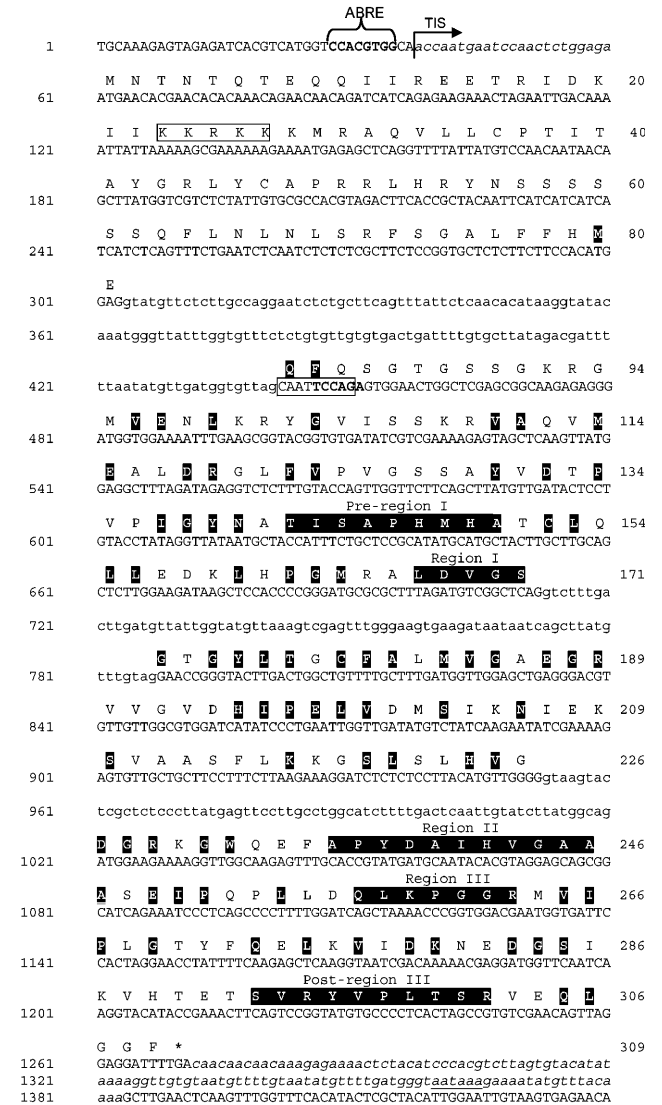 ABRE
TIS
1 TGCAAAGAGTAGAGATCACGTCATGGTCCACGTGGCAaccaatgaatccaactctggaga
M N T N T Q T E Q Q I I R E E T R I D K 20
61 ATGAACACGAACACACAAACAGAACAACAGATCATCAGAGAAGAAACTAGAATTGACAAA
I I K K R K K K M R A Q V L L C P T I T 40
121 ATTATTAAAAAGCGAAAAAAGAAAATGAGAGCTCAGGTTTTATTATGTCCAACAATAACA
A Y G R L Y C A P R R L H R Y N S S S S 60
181 GCTTATGGTCGTCTCTATTGTGCGCCACGTAGACTTCACCGCTACAATTCATCATCATCA
S S Q F L N L N L S R F S G A L F F H M 80
241 TCATCTCAGTTTCTGAATCTCAATCTCTCTCGCTTCTCCGGTGCTCTCTTCTTCCACATG
E
301 GAGgtatgttctcttgccaggaatctctgcttcagtttattctcaacacataaggtatac
361 aaatgggttatttggtgtttctctgtgttgtgtgactgattttgtgcttatagacgattt
Q F Q S G T G S S G K R G 94
421 ttaatatgttgatggtgttagCAATTCCAGAGTGGAACTGGCTCGAGCGGCAAGAGAGGG
M V E N L K R Y G V I S S K R V A Q V M 114
481 ATGGTGGAAAATTTGAAGCGGTACGGTGTGATATCGTCGAAAAGAGTAGCTCAAGTTATG
E A L D R G L F V P V G S S A Y V D T P 134
541 GAGGCTTTAGATAGAGGTCTCTTTGTACCAGTTGGTTCTTCAGCTTATGTTGATACTCCT
Pre-region I
V P I G Y N A T I S A P H M H A T C L Q 154
601 GTACCTATAGGTTATAATGCTACCATTTCTGCTCCGCATATGCATGCTACTTGCTTGCAG
Region I
L L E D K L H P G M R A L D V G S 171
661 CTCTTGGAAGATAAGCTCCACCCCGGGATGCGCGCTTTAGATGTCGGCTCAGgtctttga
721 cttgatgttattggtatgttaaagtcgagtttgggaagtgaagataataatcagcttatg
G T G Y L T G C F A L M V G A E G R 189
781 tttgtagGAACCGGGTACTTGACTGGCTGTTTTGCTTTGATGGTTGGAGCTGAGGGACGT
V V G V D H I P E L V D M S I K N I E K 209
841 GTTGTTGGCGTGGATCATATCCCTGAATTGGTTGATATGTCTATCAAGAATATCGAAAAG
S V A A S F L K K G S L S L H V G 226
901 AGTGTTGCTGCTTCCTTTCTTAAGAAAGGATCTCTCTCCTTACATGTTGGGGgtaagtac
961 tcgctctcccttatgagttccttgcctggcatcttttgactcaattgtatcttatggcag
Region II
D G R K G W Q E F A P Y D A I H V G A A 246
1021 ATGGAAGAAAAGGTTGGCAAGAGTTTGCACCGTATGATGCAATACACGTAGGAGCAGCGG
Region III
A S E I P Q P L L D Q L K P G G R M V I 266
1081 CATCAGAAATCCCTCAGCCCCTTTTGGATCAGCTAAAACCCGGTGGACGAATGGTGATTC
P L G T Y F Q E L K V I D K N E D G S I 286
1141 CACTAGGAACCTATTTTCAAGAGCTCAAGGTAATCGACAAAAACGAGGATGGTTCAATCA
Post-region III
K V H T E T S V R Y V P L T S R V E Q L 306
1201 AGGTACATACCGAAACTTCAGTCCGGTATGTGCCCCTCACTAGCCGTGTCGAACAGTTAG
G G F * 309
1261 GAGGATTTTGAcaacaacaacaaagagaaaactctacatcccacgtcttagtgtacatat
1321 aaaaggttgtgtaatgttttgtaatatgttttgatgggtaataaagaaaatatgtttaca
1381 aaaGCTTGAACTCAAGTTTGGTTTCACATACTCGCTACATTGGAATTGTAAGTGAGAACA